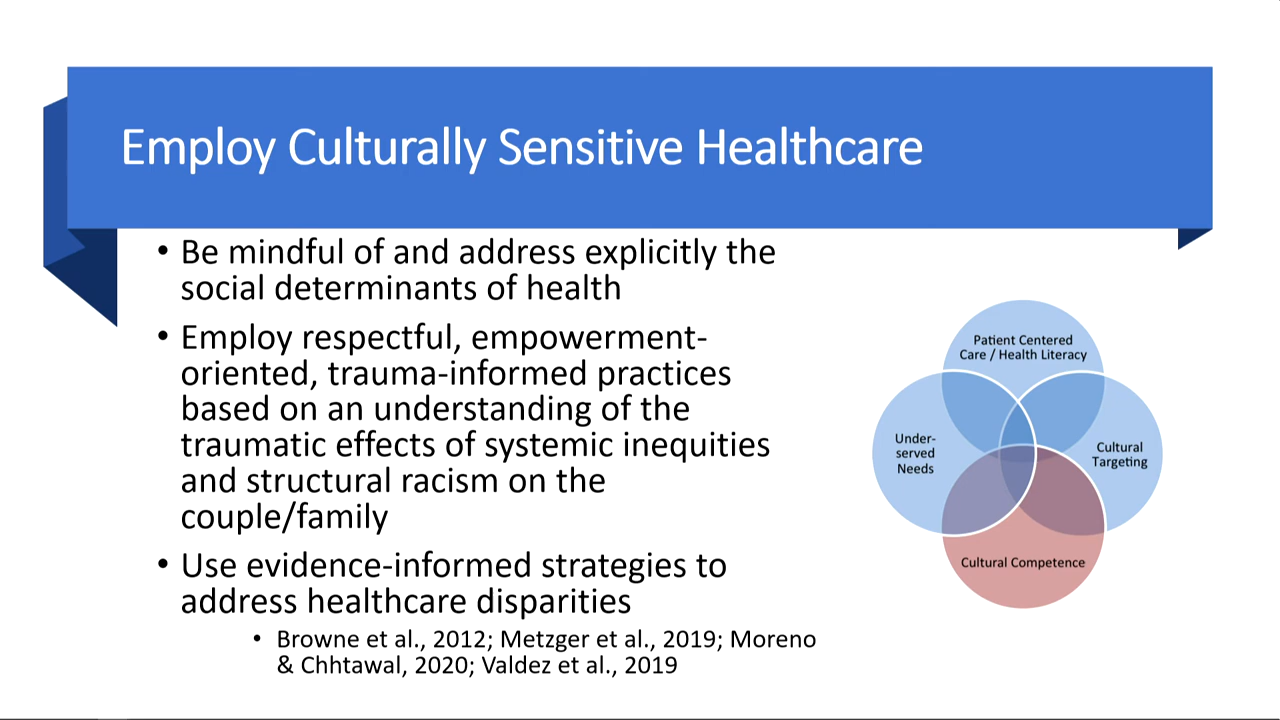 Employ Culturally Sensitive Healthcare
• Be mindful of and address explicitly the
social determinants of health
• Employ respectful, empowerment-
oriented, trauma-informed practices
based on an understanding of the
traumatic effects of systemic inequities
and structural racism on the
couple/family
• Use evidence-informed strategies to
address healthcare disparities
• Browne et al., 2012; Metzger et al., 2019; Moreno
& Chhtawal, 2020; Valdez et al., 2019
Patient Centered
Care / Health Literacy
Under-
served
Needs
Cultural
Targeting
Cultural Competence